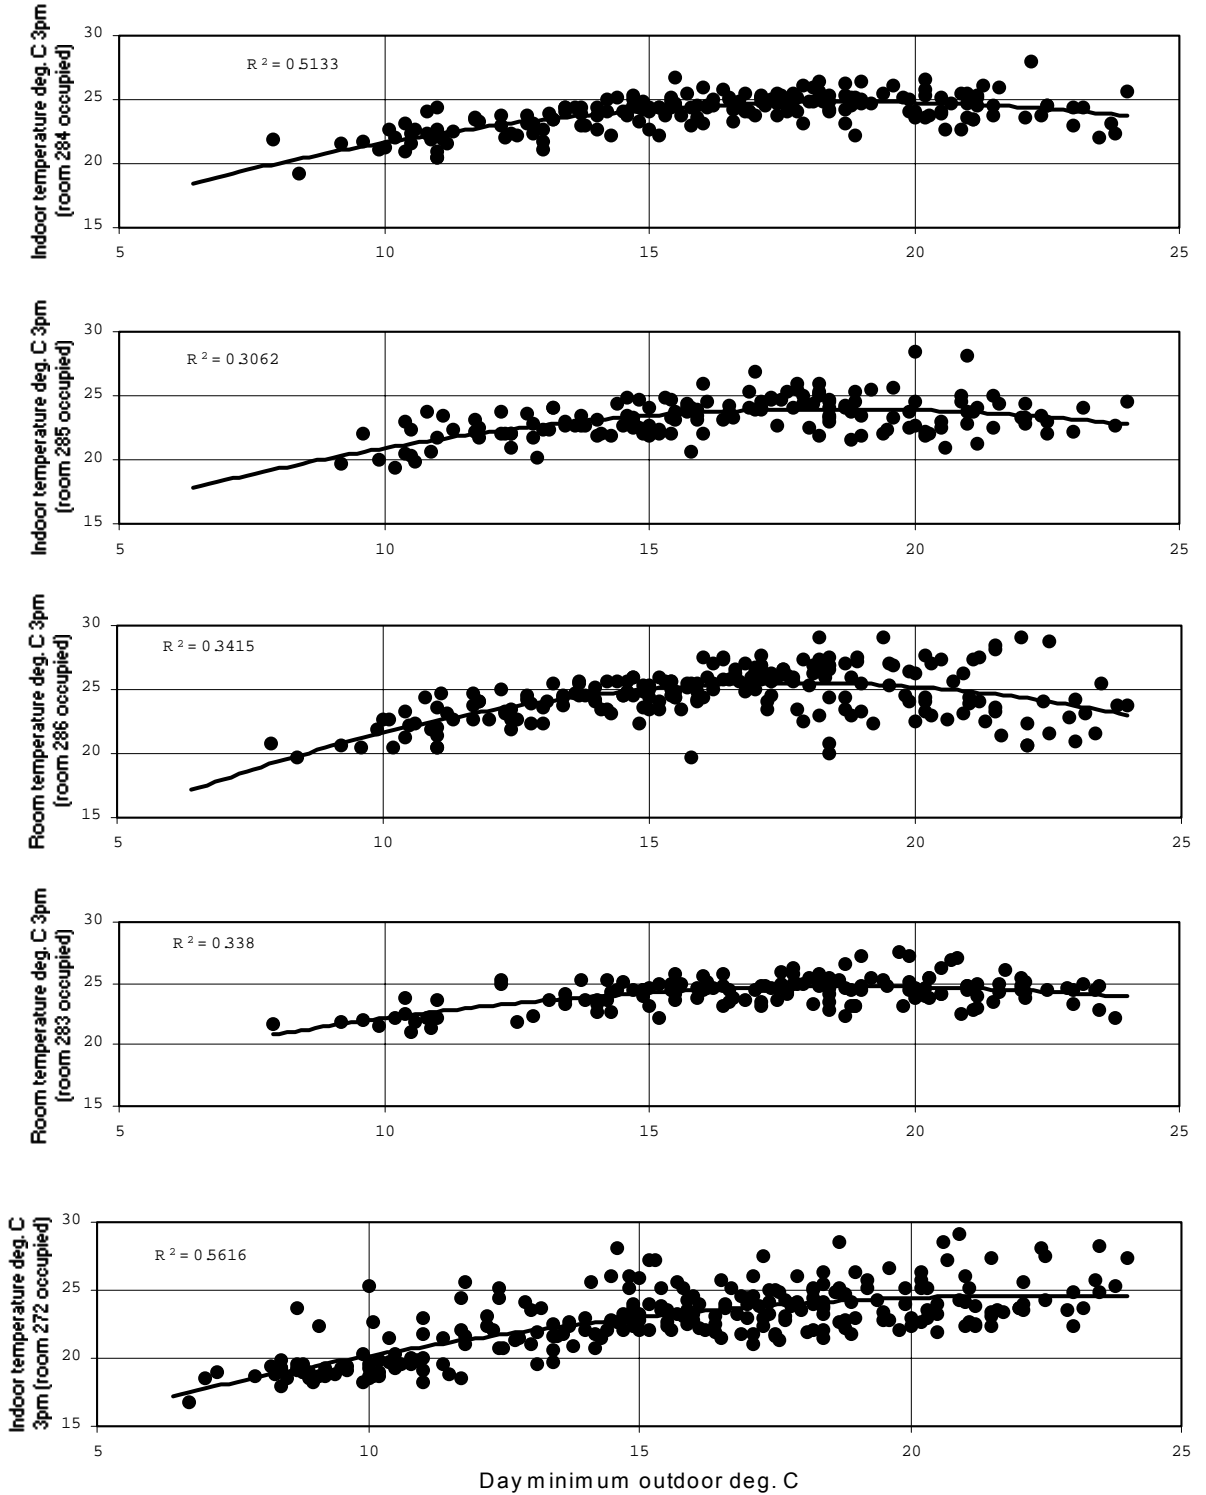 Indoor temperature deg. C 3pm
(room 284 occupied)
30
25
20
15
R² = 0.5133
5 10 15 20 25
Indoor temperature deg. C 3pm
(room 285 occupied)
30
25
20
15
R² = 0.3062
5 10 15 20 25
Room temperature deg. C 3pm
(room 286 occupied)
30
25
20
15
R² = 0.3415
5 10 15 20 25
Room temperature deg. C 3pm
(room 283 occupied)
30
25
20
15
R² = 0.338
5 10 15 20 25
Indoor temperature deg. C
3pm (room 272 occupied)
30
25
20
15
R² = 0.5616
5 10 15 20 25
Day minimum outdoor deg. C